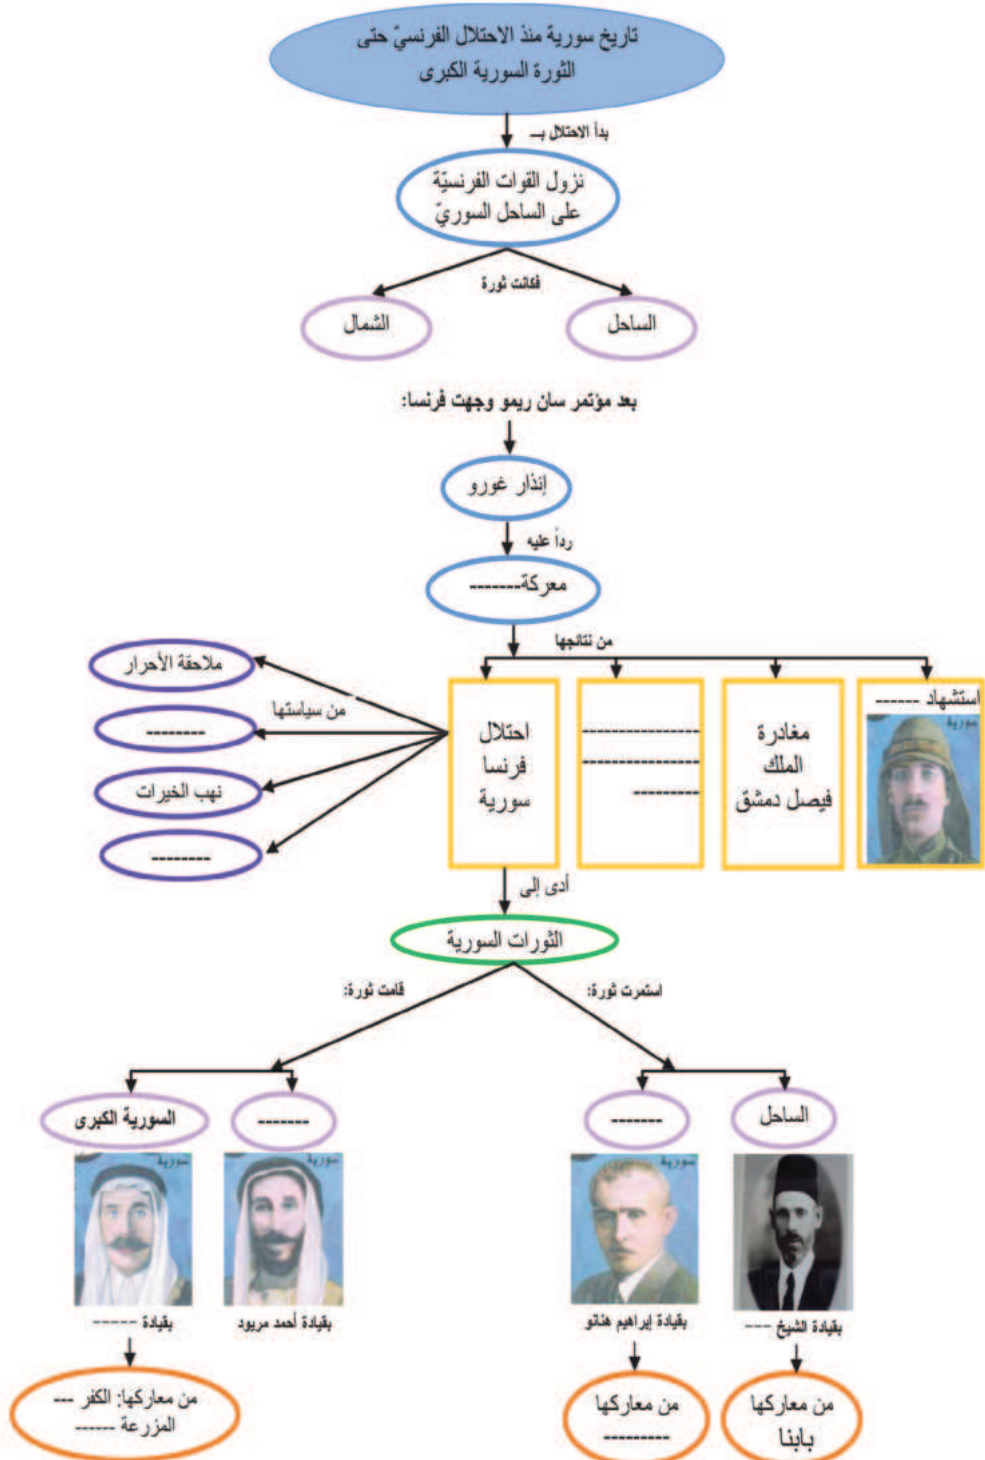 تاريخ سورية منذ الاحتلال الفرنسيّ حتى
الثورة السورية الكبرى
بدأ الاحتلال بـ
نزول القوات الفرنسيّة
على الساحل السوريّ
فكانت ثورة
الساحل
الشمال
بعد مؤتمر سان ريمو وجهت فرنسا:
إنذار غورو
رداً عليه
معركة-------
من نتائجها
استشهاد ------
سورية
مغادرة
الملك
فيصل دمشق
----------------
----------------
---------
احتلال
فرنسا
سورية
من سياستها
ملاحقة الأحرار
--------
نهب الخيرات
--------
أدى إلى
الثورات السورية
استمرت ثورة:
قامت ثورة:
الساحل
-------
-------
السورية الكبرى
سورية
سورية
سورية
بقيادة الشيخ ---
بقيادة إبراهيم هنانو
بقيادة أحمد مريود
بقيادة -----
من معاركها
بابنا
من معاركها
---------
من معاركها: الكفر ---
المزرعة ------